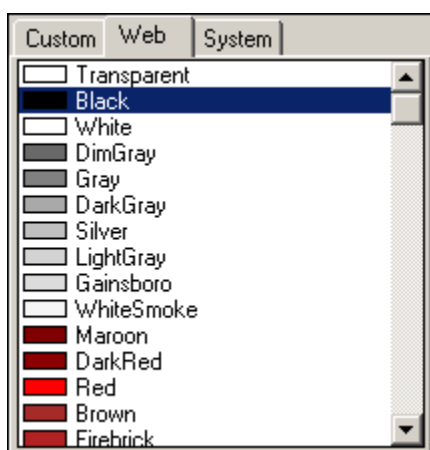 Custom Web System
Transparent
Black
White
DimGray
Gray
DarkGray
Silver
LightGray
Gainsboro
WhiteSmoke
Maroon
DarkRed
Red
Brown
Firebrick